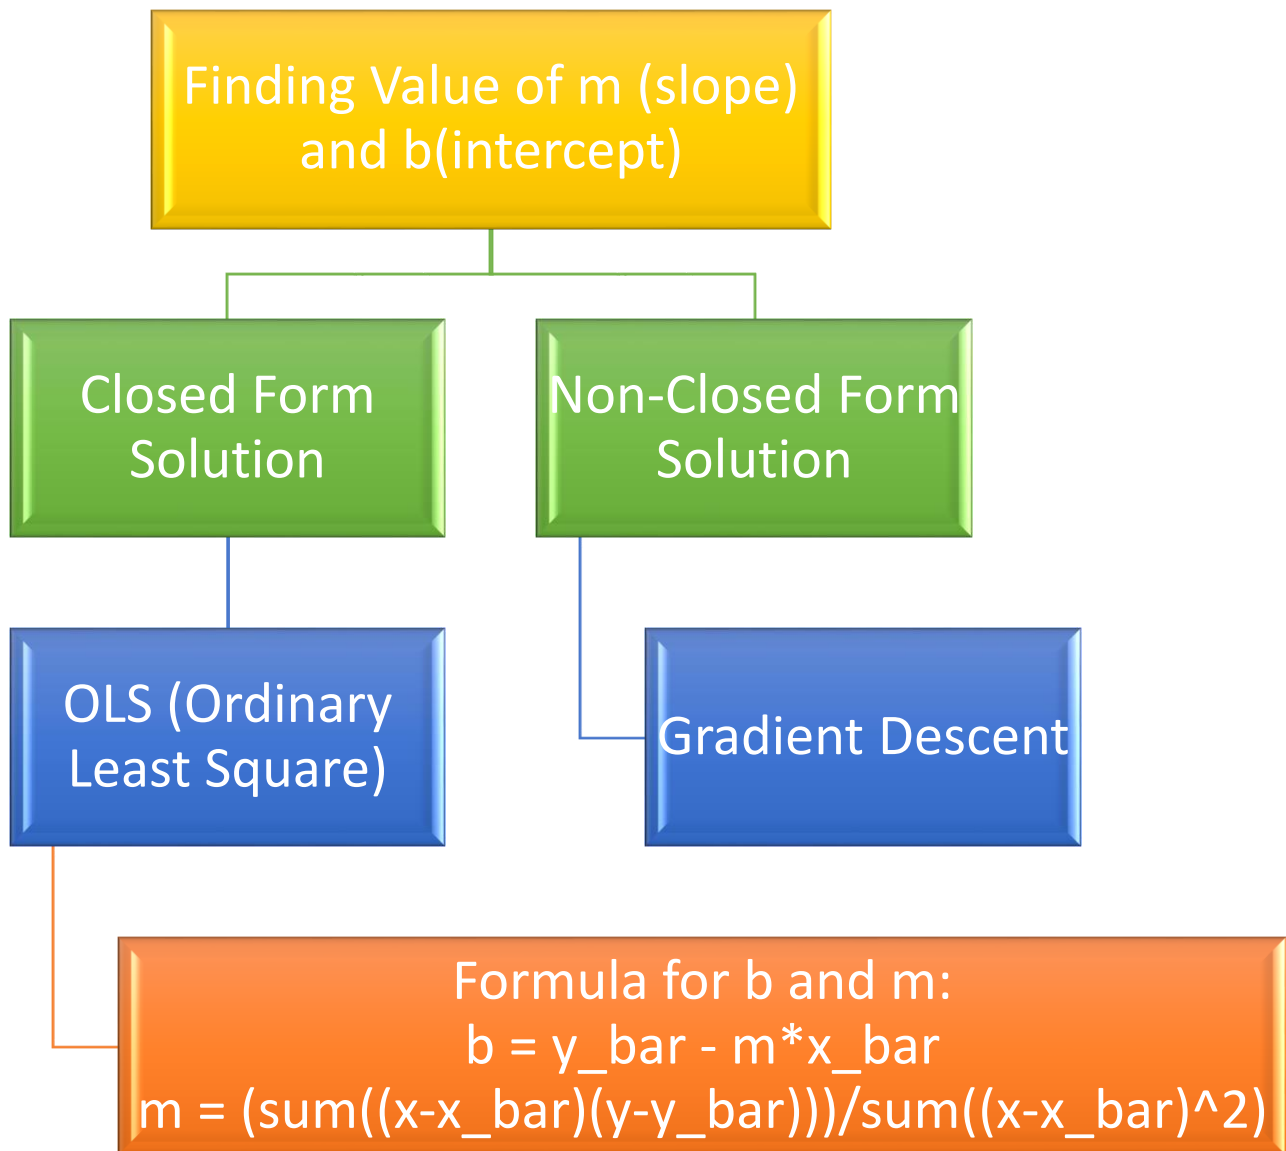 Finding Value of m (slope)
and b(intercept)
Closed Form
Solution
Non-Closed Form
Solution
OLS (Ordinary
Least Square)
Gradient Descent
Formula for b and m:
b = y_bar - m*x_bar
m = (sum((x-x_bar)(y-y_bar)))/sum((x-x_bar)^2)